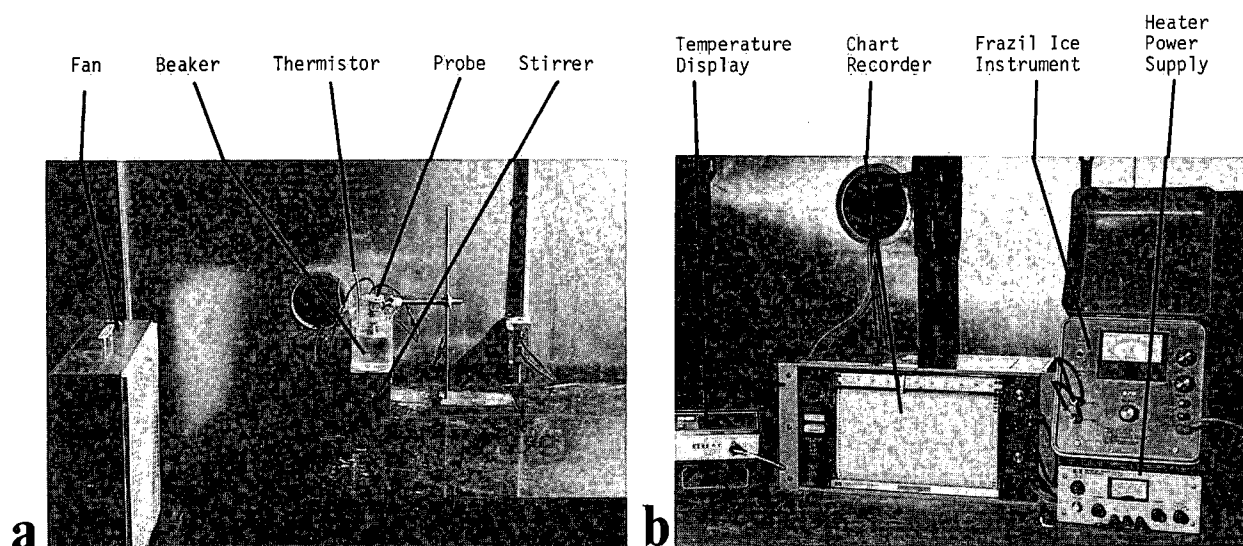 Fan
Beaker
Thermistor
Probe
Stirrer
Temperature
Display
Chart
Recorder
Frazil Ice
Instrument
Heater
Power
Supply
a
b